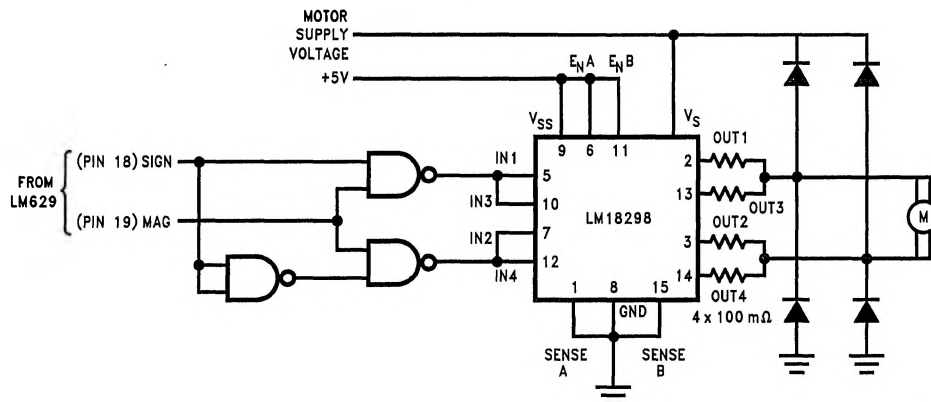 MOTOR
SUPPLY
VOLTAGE
+5V
ENA
ENB
VSS
VS
9
6
11
FROM
LM629
(PIN 18) SIGN
(PIN 19) MAG
IN1
IN3
IN2
IN4
5
10
7
12
LM18298
2
13
3
14
OUT1
OUT3
OUT2
OUT4
4 x 100 mΩ
M
1
8
15
GND
SENSE
A
SENSE
B